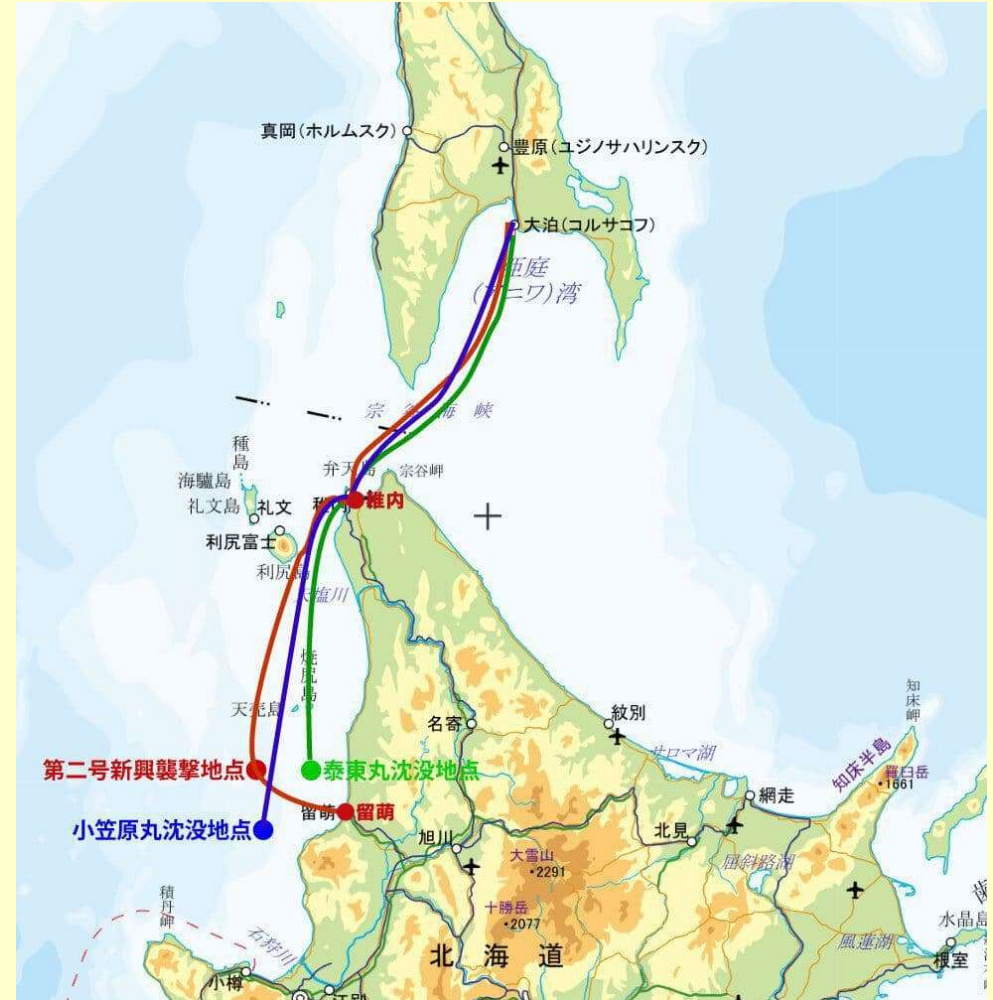 真岡(ホルムスク)
豊原(ユジノサハリンスク)
大泊(コルサコフ)
亜庭
(アニワ)湾
宗谷海峡
種島
海驢島
弁天島
宗谷岬
礼文島
礼文
稚内
稚内
利尻富士
利尻島
天塩川
焼尻島
天売島
名寄
紋別
知床岬
サロマ湖
知床半島
第二号新興襲撃地点
泰東丸沈没地点
羅臼岳
・1661
網走
留萌
留萌
小笠原丸沈没地点
旭川
北見
大雪山
・2291
屈斜路湖
積丹岬
十勝岳
・2077
水晶島
石狩川
北海道
風蓮湖
根室
小樽
江別